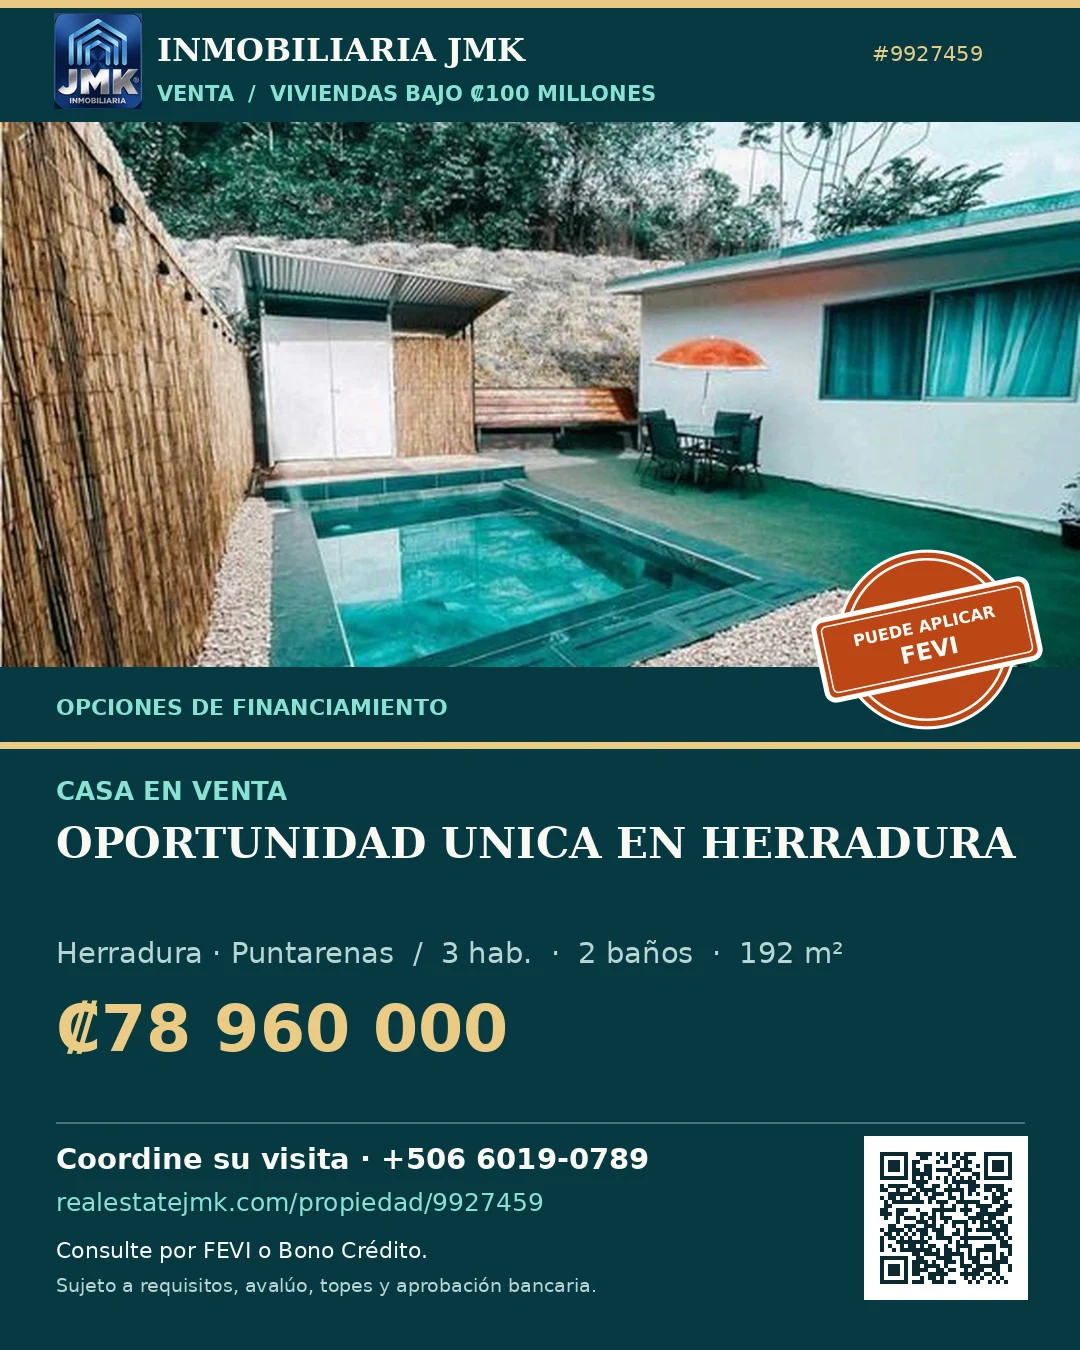 JMK
INMOBILIARIA
INMOBILIARIA JMK
#9927459
VENTA / VIVIENDAS BAJO ₡100 MILLONES
PUEDE APLICAR
FEVI
OPCIONES DE FINANCIAMIENTO
CASA EN VENTA
OPORTUNIDAD UNICA EN HERRADURA
Herradura · Puntarenas / 3 hab. · 2 baños · 192 m²
₡78 960 000
Coordine su visita · +506 6019-0789
realestatejmk.com/propiedad/9927459
Consulte por FEVI o Bono Crédito.
Sujeto a requisitos, avalúo, topes y aprobación bancaria.